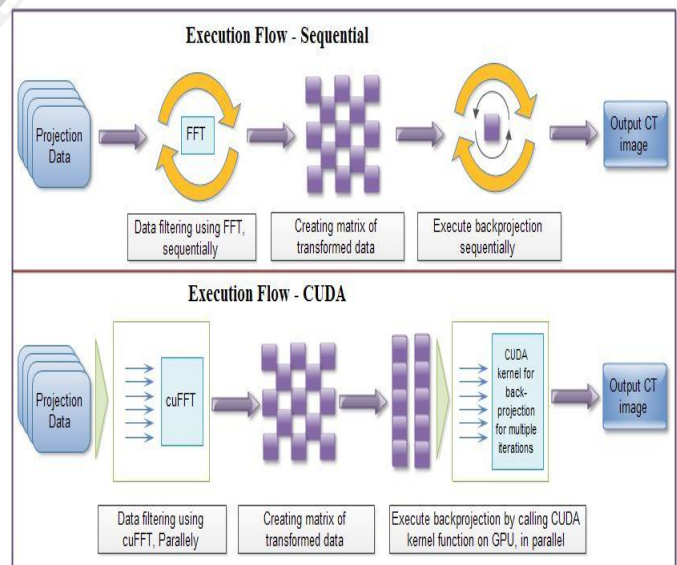 Execution Flow - Sequential
Projection
Data
FFT
Output CT
image
Data filtering using FFT,
sequentially
Creating matrix of
transformed data
Execute backprojection
sequentially
Execution Flow - CUDA
Projection
Data
cuFFT
CUDA
kernel for
back-
projection
for multiple
iterations
Output CT
image
Data filtering using
cuFFT, Parallely
Creating matrix of
transformed data
Execute backprojection by calling CUDA
kernel function on GPU, in parallel